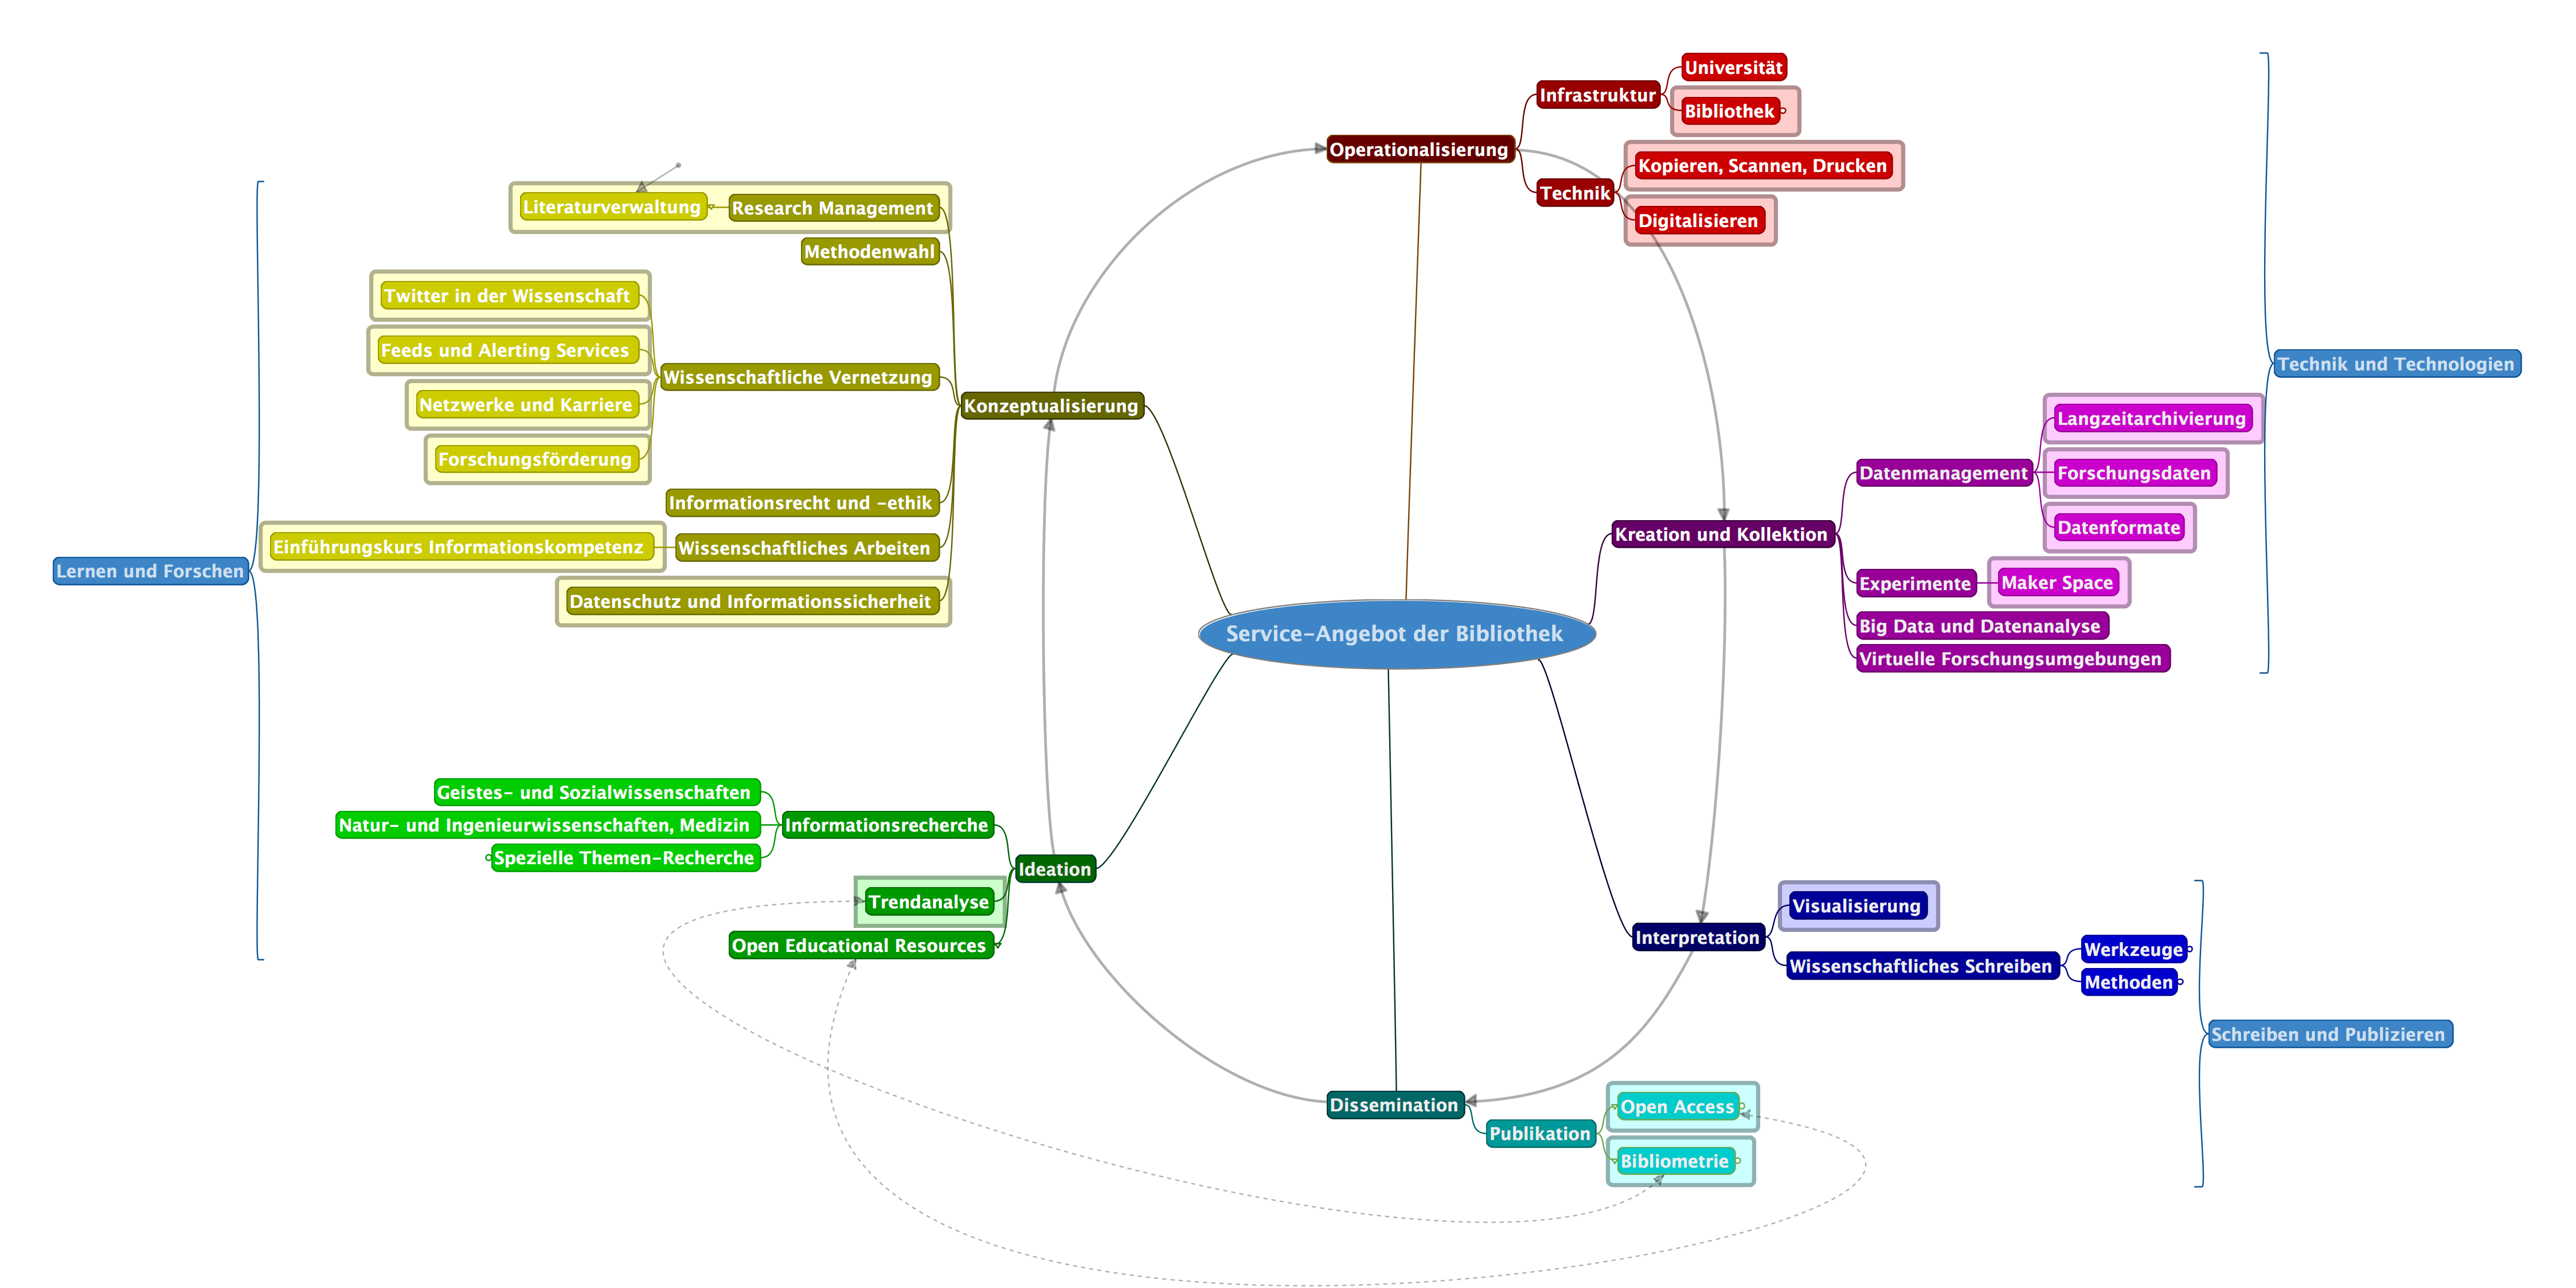 Service-Angebot der Bibliothek
Operationalisierung
Infrastruktur
Universität
Bibliothek
Technik
Kopieren, Scannen, Drucken
Digitalisieren
Technik und Technologien
Kreation und Kollektion
Datenmanagement
Langzeitarchivierung
Forschungsdaten
Datenformate
Experimente
Maker Space
Big Data und Datenanalyse
Virtuelle Forschungsumgebungen
Interpretation
Visualisierung
Wissenschaftliches Schreiben
Werkzeuge
Methoden
Schreiben und Publizieren
Dissemination
Publikation
Open Access
Bibliometrie
Ideation
Informationsrecherche
Geistes- und Sozialwissenschaften
Natur- und Ingenieurwissenschaften, Medizin
Spezielle Themen-Recherche
Trendanalyse
Open Educational Resources
Lernen und Forschen
Konzeptualisierung
Research Management
Literaturverwaltung
Methodenwahl
Wissenschaftliche Vernetzung
Twitter in der Wissenschaft
Feeds und Alerting Services
Netzwerke und Karriere
Forschungsförderung
Informationsrecht und -ethik
Wissenschaftliches Arbeiten
Einführungskurs Informationskompetenz
Datenschutz und Informationssicherheit